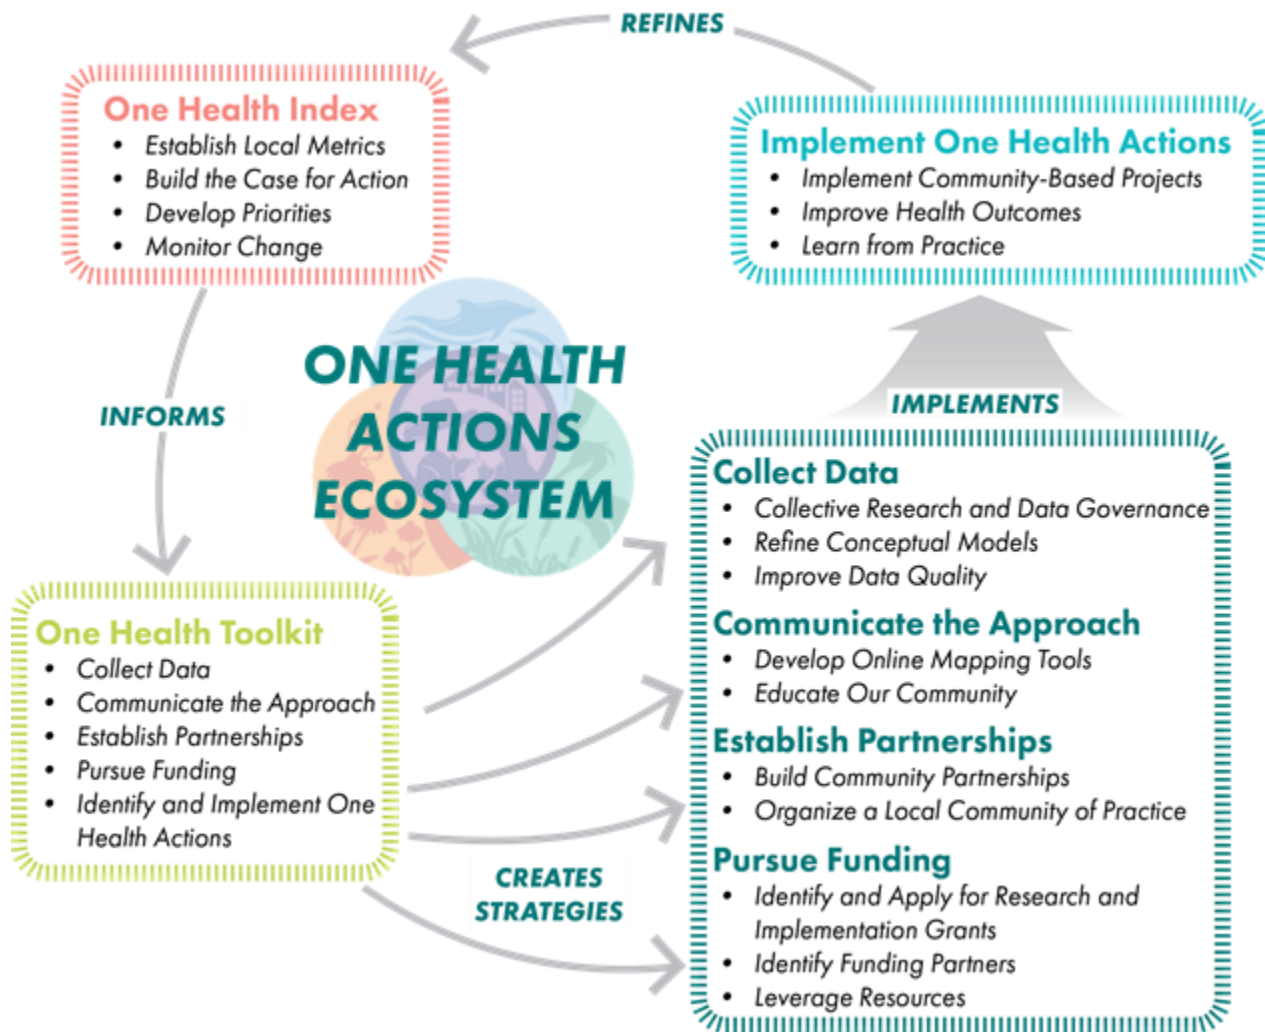 REFINES
One Health Index
• Establish Local Metrics
• Build the Case for Action
• Develop Priorities
• Monitor Change
Implement One Health Actions
• Implement Community-Based Projects
• Improve Health Outcomes
• Learn from Practice
ONE HEALTH
ACTIONS
ECOSYSTEM
INFORMS
IMPLEMENTS
One Health Toolkit
• Collect Data
• Communicate the Approach
• Establish Partnerships
• Pursue Funding
• Identify and Implement One
Health Actions
CREATES
STRATEGIES
Collect Data
• Collective Research and Data Governance
• Refine Conceptual Models
• Improve Data Quality
Communicate the Approach
• Develop Online Mapping Tools
• Educate Our Community
Establish Partnerships
• Build Community Partnerships
• Organize a Local Community of Practice
Pursue Funding
• Identify and Apply for Research and
Implementation Grants
• Identify Funding Partners
• Leverage Resources